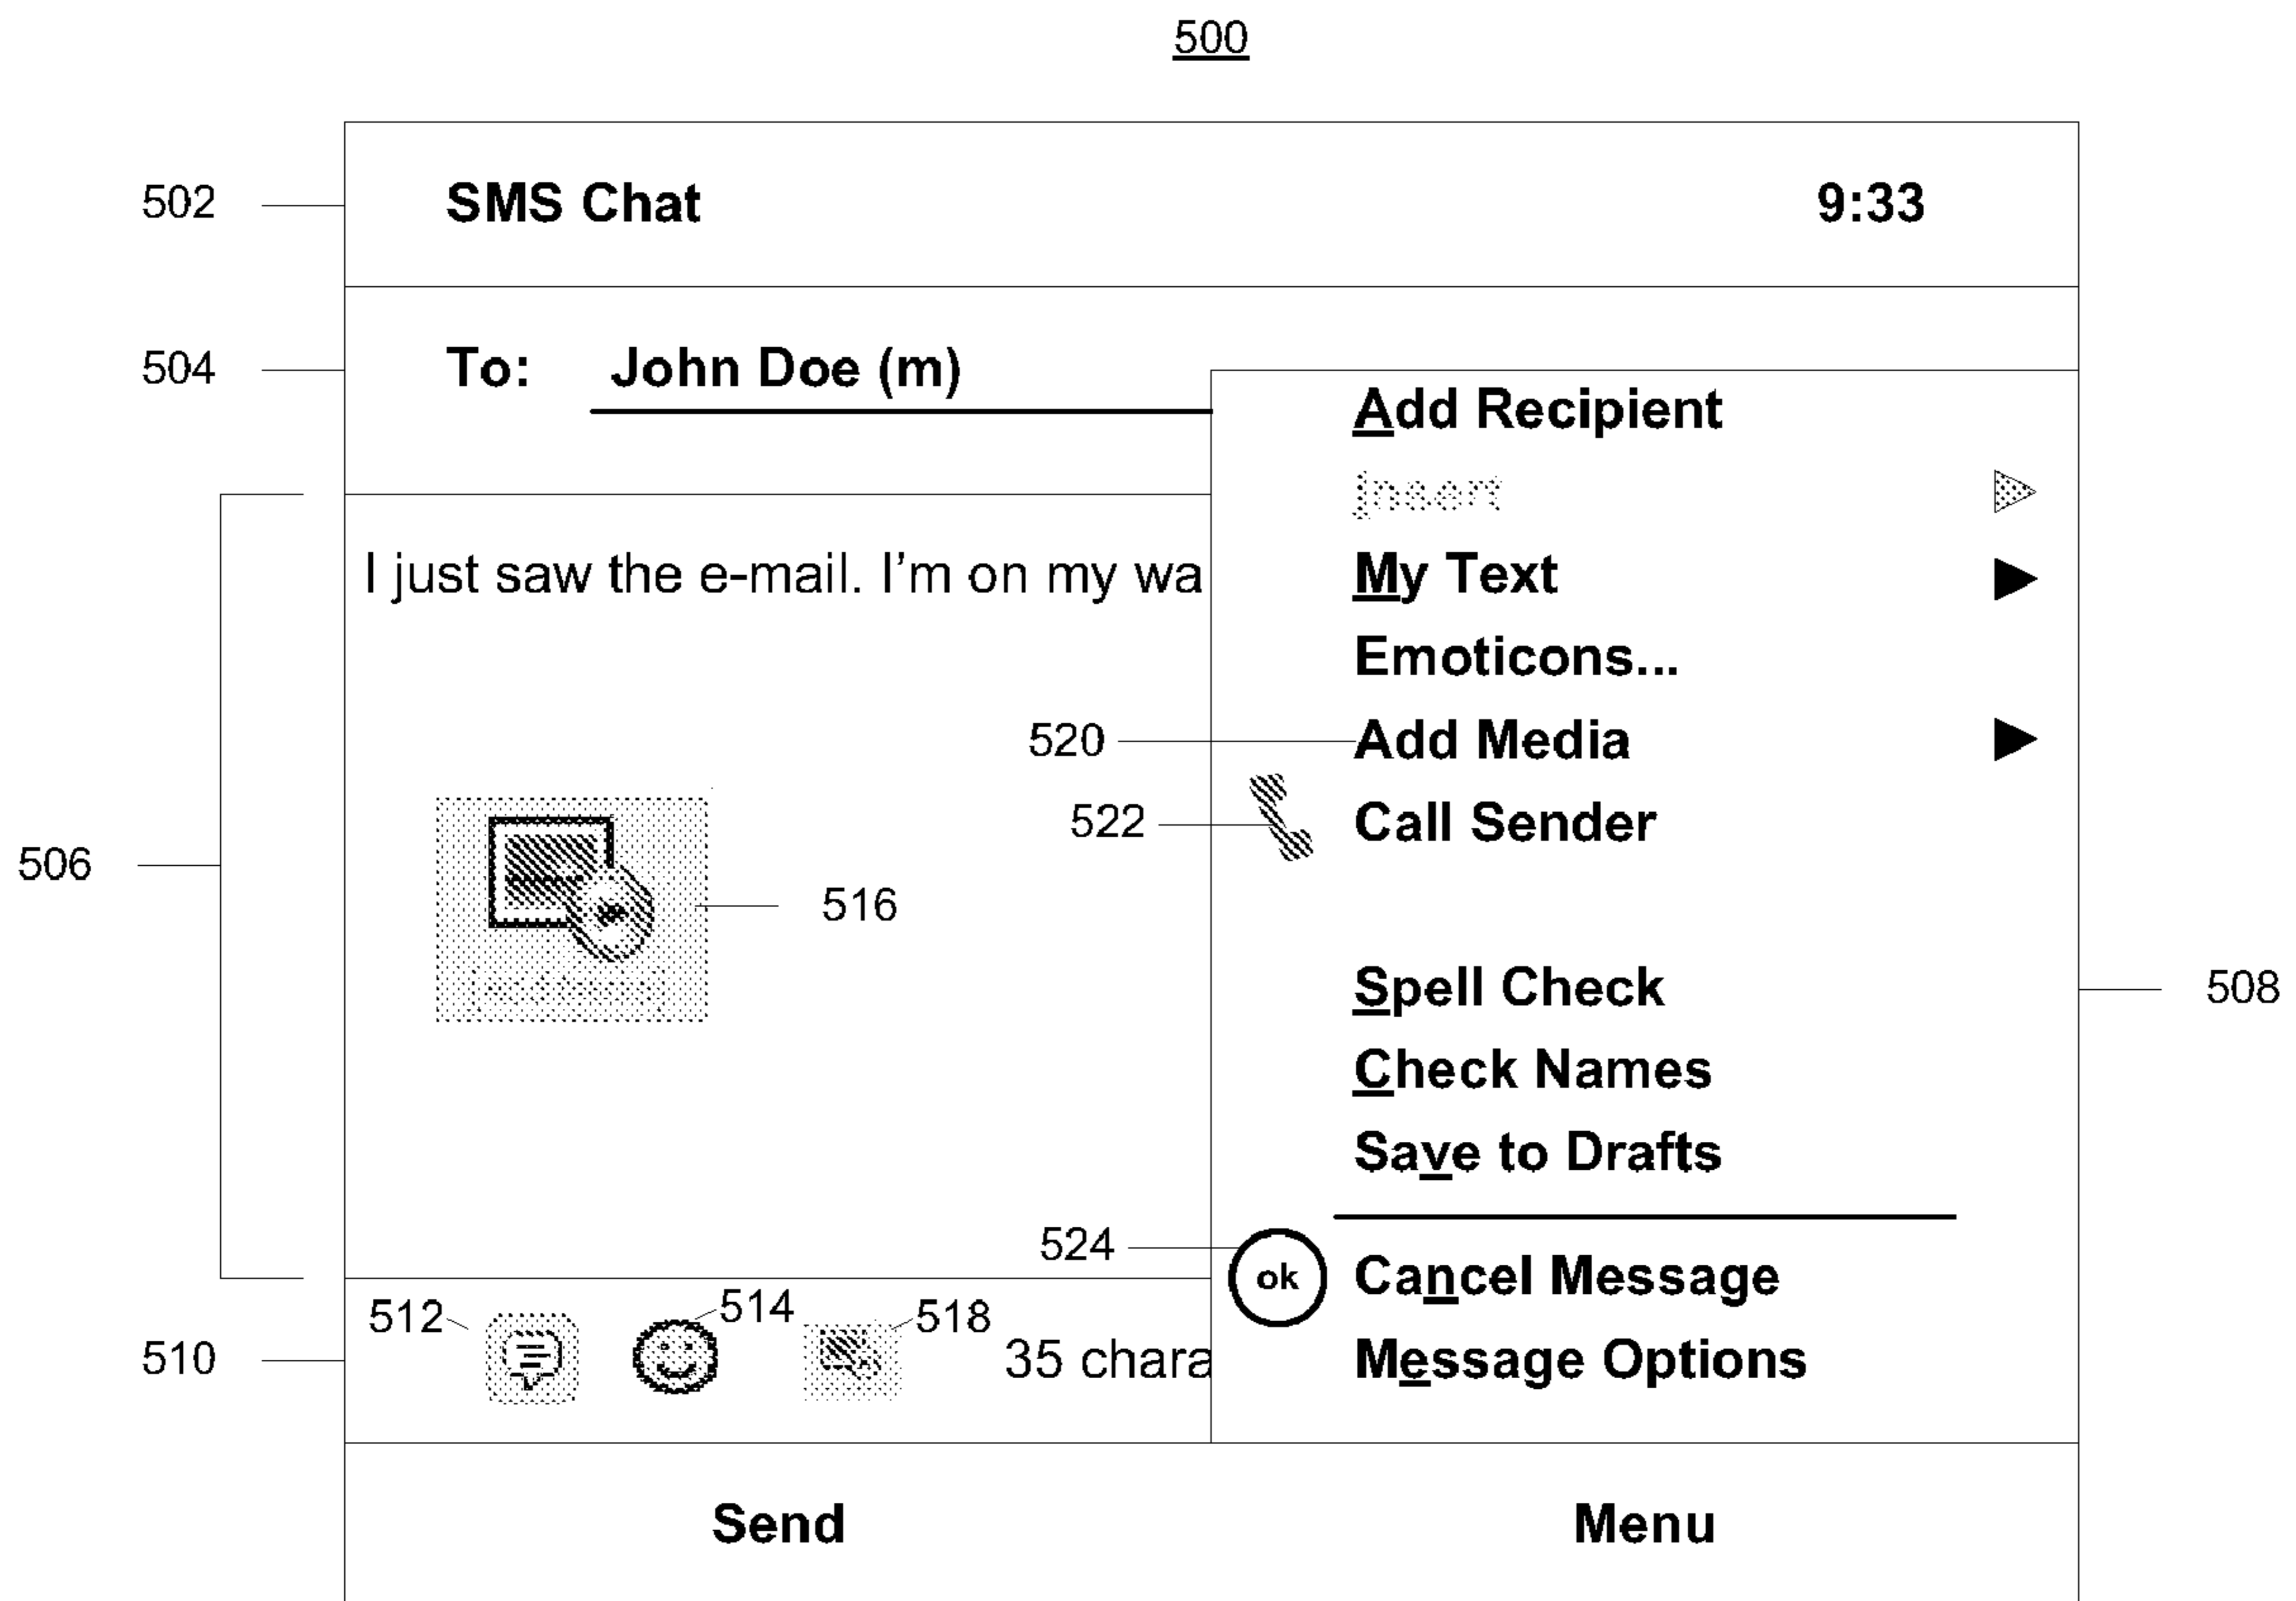 500
502 SMS Chat 9:33
504 To: John Doe (m)
Add Recipient
Insert
I just saw the e-mail. I'm on my wa
My Text
Emoticons...
520 Add Media
522 Call Sender
506
516
Spell Check
508
Check Names
Save to Drafts
524
ok Cancel Message
512 514 518
510 35 chara
Message Options
Send Menu